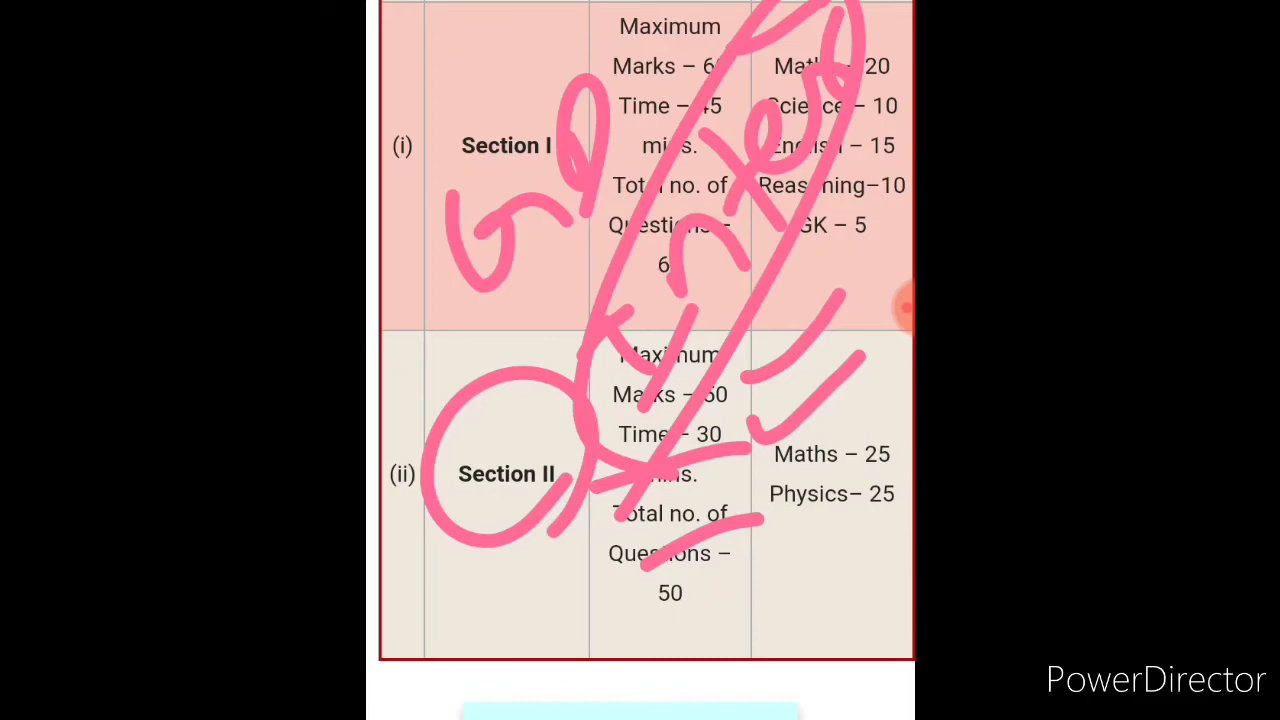 Maximum
Marks – 6
Time – 45
mins.
Total no. of
Questions –
6
(i)
Section I
Maths – 20
Science – 10
English – 15
Reasoning–10
GK – 5
GD
Maximum
Marks – 50
Time – 30
mins.
Total no. of
Questions –
50
(ii)
Section II
Maths – 25
Physics– 25
PowerDirector